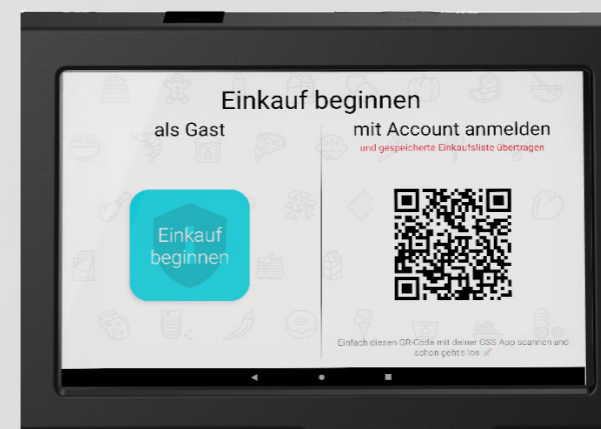 Einkauf beginnen
als Gast
Einkauf
beginnen
mit Account anmelden
und gespeicherte Einkaufsliste übertragen
Einfach diesen QR-Code mit deiner GSS App scannen und
schon geht's los